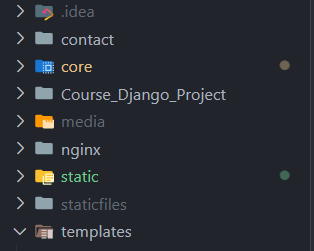 .idea
contact
core
Course_Django_Project
media
nginx
static
staticfiles
templates